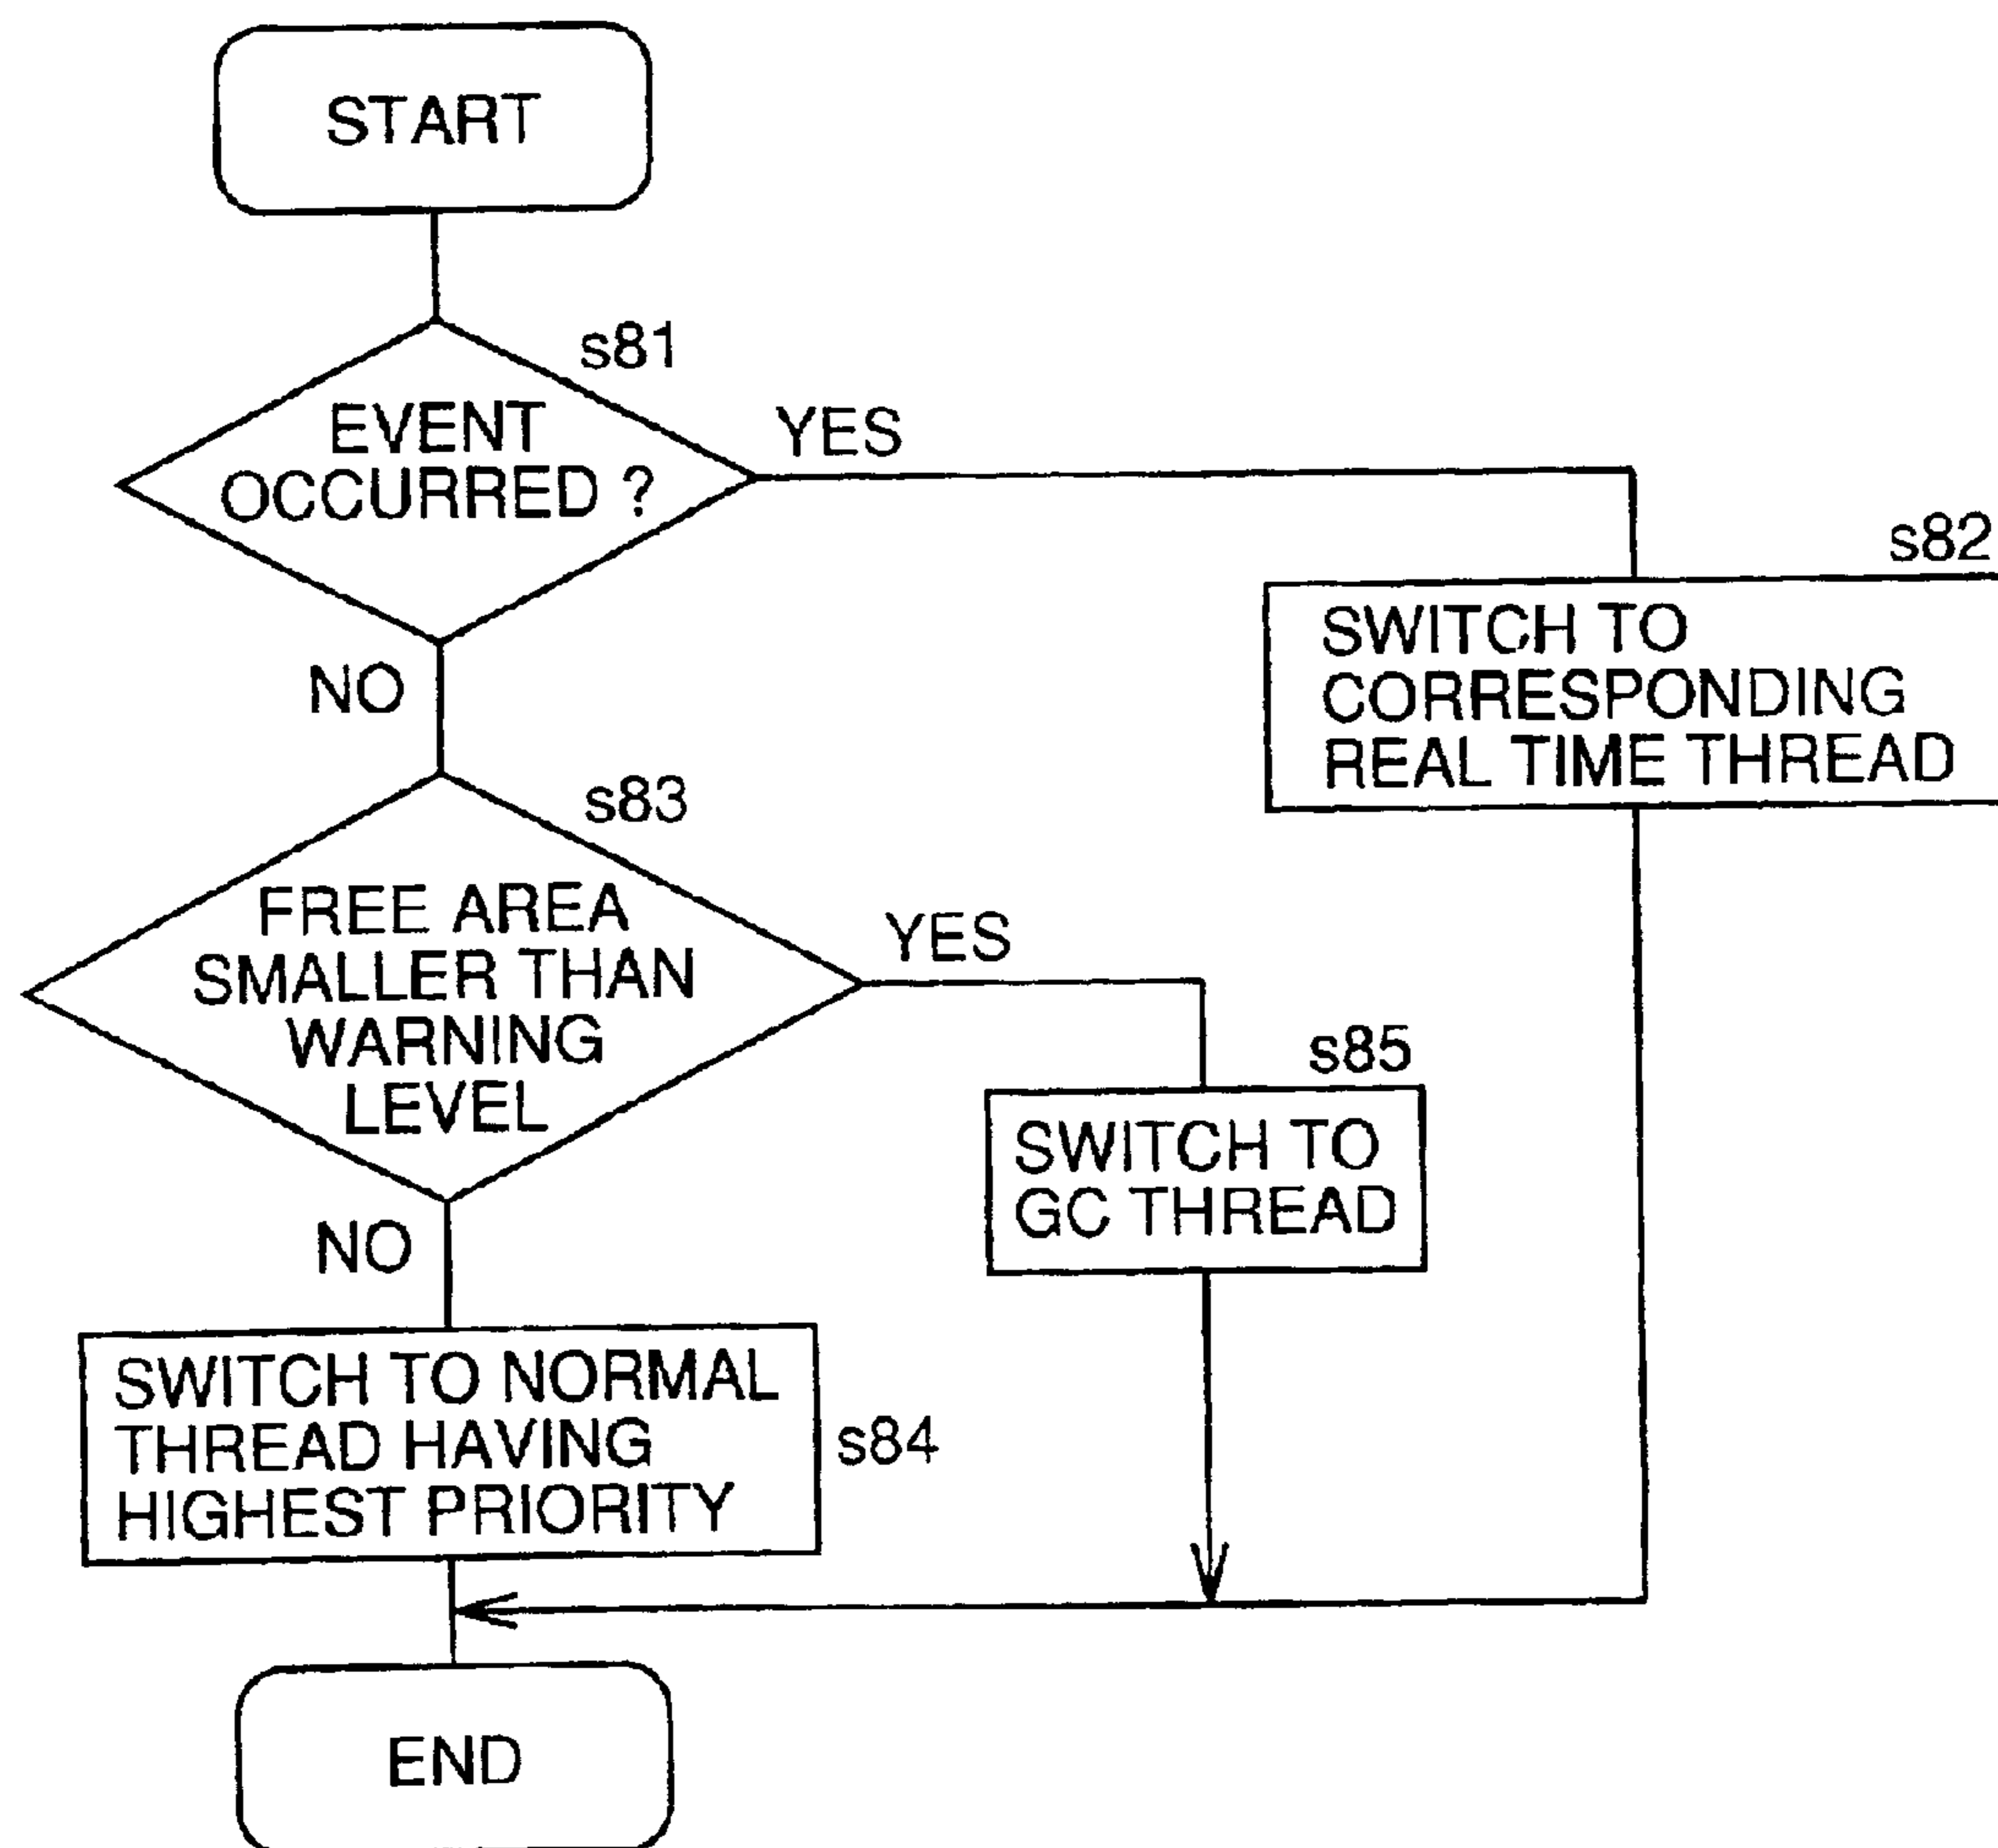 START
s81
EVENT
OCCURRED ?
YES
s82
SWITCH TO
CORRESPONDING
REAL TIME THREAD
NO
s83
FREE AREA
SMALLER THAN
WARNING
LEVEL
YES
s85
SWITCH TO
GC THREAD
NO
SWITCH TO NORMAL
THREAD HAVING
HIGHEST PRIORITY
s84
END